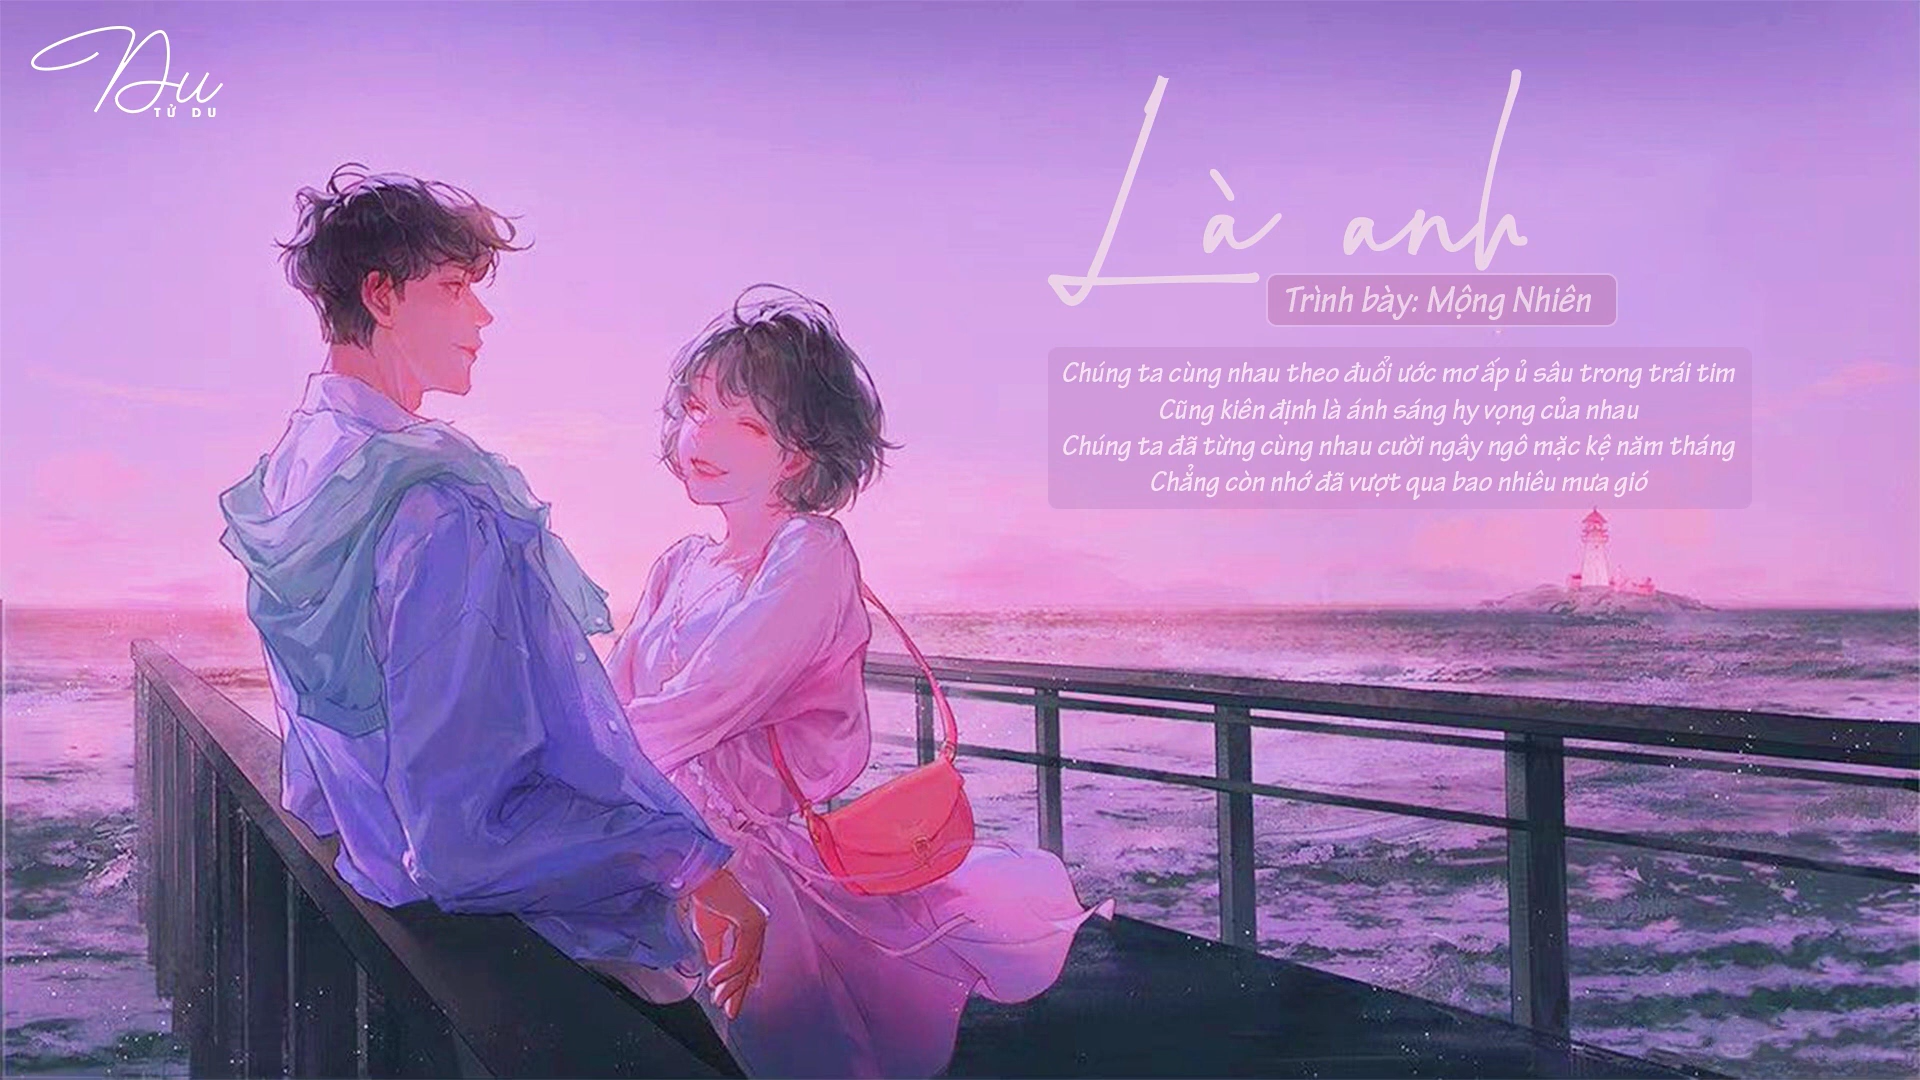 Du
TỬ DU
Là anh
Trình bày: Mộng Nhiên
Chúng ta cùng nhau theo đuổi ước mơ ấp ủ sâu trong trái tim
Cũng kiên định là ánh sáng hy vọng của nhau
Chúng ta đã từng cùng nhau cười ngây ngô mặc kệ năm tháng
Chẳng còn nhớ đã vượt qua bao nhiêu mưa gió